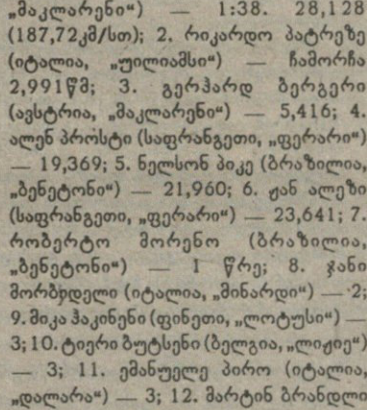 „მაკლარენი“) — 1:38. 28,128
(187,72კმ/სთ); 2. რიკარდო პატრეზე
(იტალია, „უილიამსი“) — ჩამორჩა
2,991წმ; 3. გერჰარდ ბერგერი
(ავსტრია, „მაკლარენი“) — 5,416; 4.
ალენ პროსტი (საფრანგეთი, „ფერარი“)
— 19,369; 5. ნელსონ პიკე (ბრაზილია,
„ბენეტონი“) — 21,960; 6. ჟან ალეზი
(საფრანგეთი, „ფერარი“) — 23,641; 7.
რობერტო მორენო (ბრაზილია,
„ბენეტონი“) — 1 წრე; 8. ჯანი
მორბიდელი (იტალია, „მინარდი“) — 2;
9. მიკა ჰაკინენი (ფინეთი, „ლოტუსი“) —
3; 10. ტიერი ბუტსენი (ბელგია, „ლიჟიე“)
— 3; 11. ემანუელე პირო (იტალია,
„დალარა“) — 3; 12. მარტინ ბრანდლი